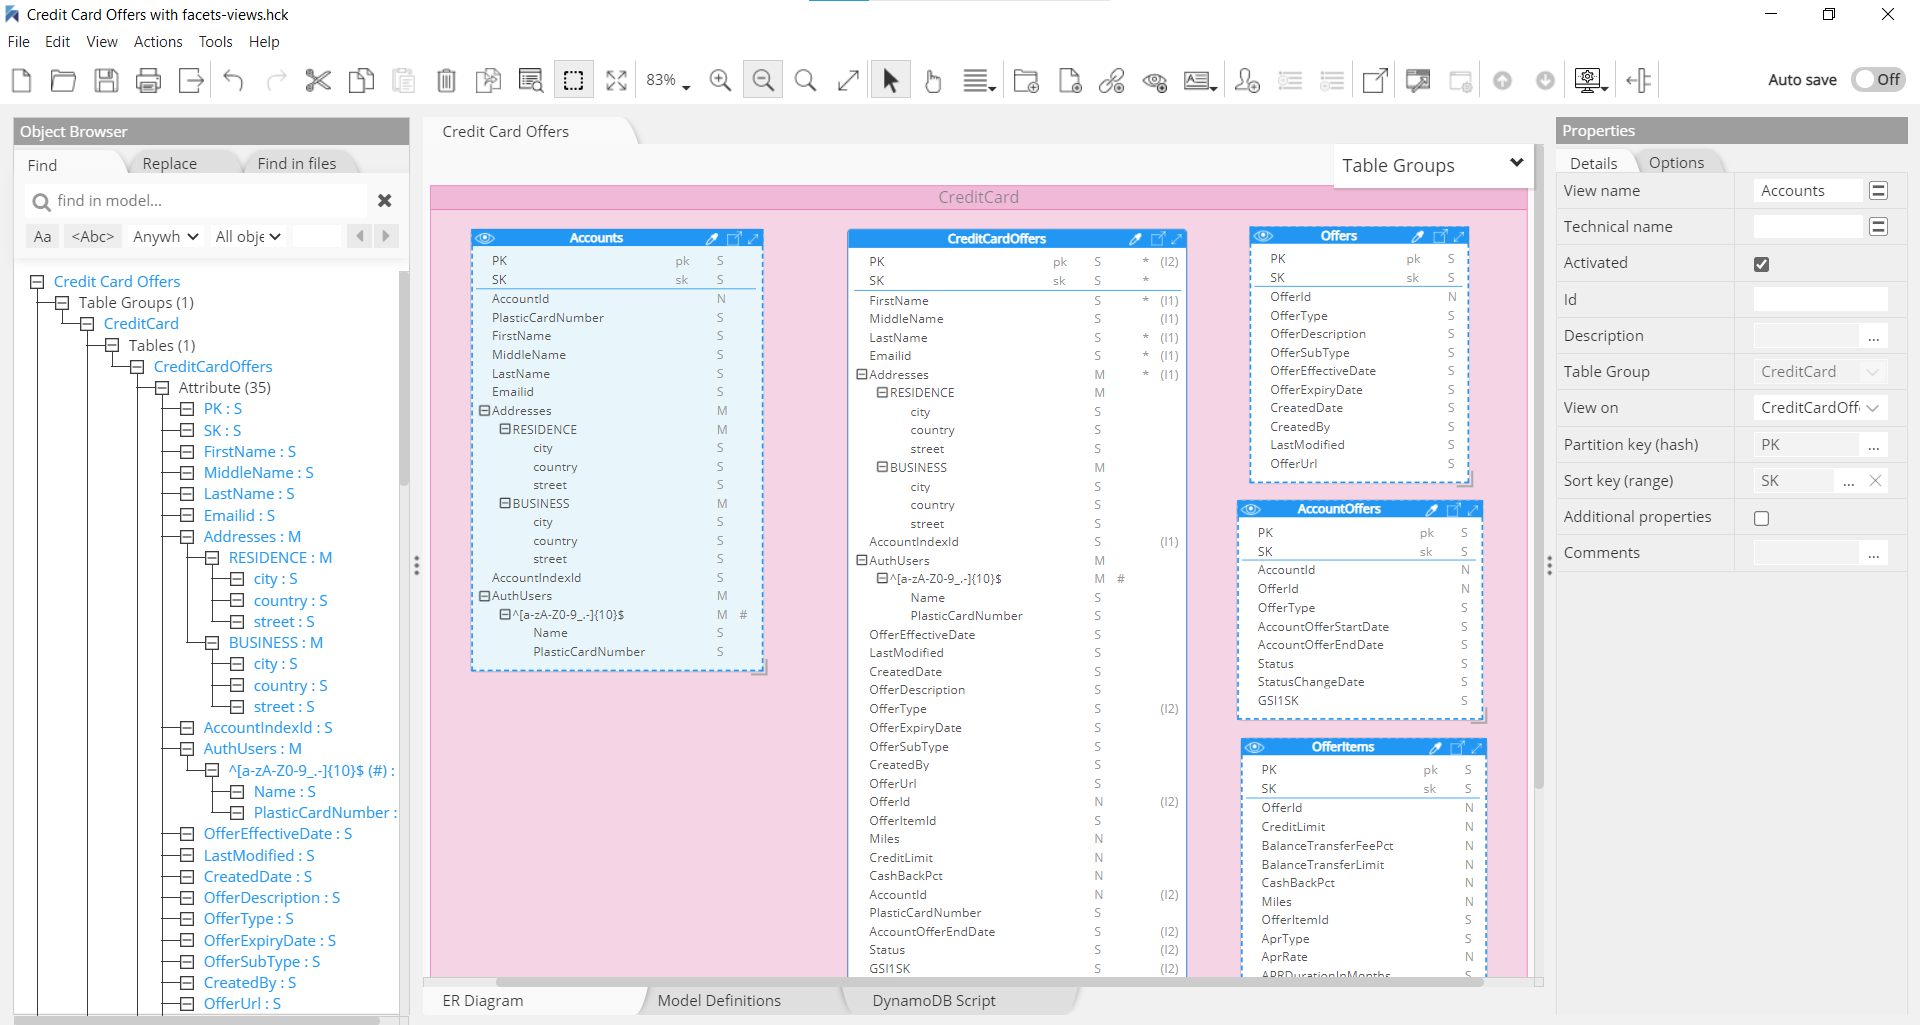 Credit Card Offers with facets-views.hck
File Edit View Actions Tools Help
83%
Auto save Off
Object Browser
Find Replace Find in files
find in model...
Aa <Abc> Anywh All obje
Credit Card Offers
Table Groups (1)
CreditCard
Tables (1)
CreditCardOffers
Attribute (35)
PK : S
SK : S
FirstName : S
MiddleName : S
LastName : S
Emailid : S
Addresses : M
RESIDENCE : M
city : S
country : S
street : S
BUSINESS : M
city : S
country : S
street : S
AccountIndexId : S
AuthUsers : M
^[a-zA-Z0-9_.-]{10}$ (#) :
Name : S
PlasticCardNumber :
OfferEffectiveDate : S
LastModified : S
CreatedDate : S
OfferDescription : S
OfferType : S
OfferExpiryDate : S
OfferSubType : S
CreatedBy : S
OfferUrl : S
Credit Card Offers
Table Groups
CreditCard
Accounts
PK pk S
SK sk S
AccountId N
PlasticCardNumber S
FirstName S
MiddleName S
LastName S
Emailid S
Addresses M
RESIDENCE M
city S
country S
street S
BUSINESS M
city S
country S
street S
AccountIndexId S
AuthUsers M
^[a-zA-Z0-9_.-]{10}$ M #
Name S
PlasticCardNumber S
CreditCardOffers
PK pk S * (I2)
SK sk S *
FirstName S * (I1)
MiddleName S (I1)
LastName S * (I1)
Emailid S * (I1)
Addresses M * (I1)
RESIDENCE M
city S
country S
street S
BUSINESS M
city S
country S
street S
AccountIndexId S (I1)
AuthUsers M
^[a-zA-Z0-9_.-]{10}$ M #
Name S
PlasticCardNumber S
OfferEffectiveDate S
LastModified S
CreatedDate S
OfferDescription S
OfferType S (I2)
OfferExpiryDate S
OfferSubType S
CreatedBy S
OfferUrl S
OfferId N (I2)
OfferItemId S
Miles N
CreditLimit N
CashBackPct N
AccountId N (I2)
PlasticCardNumber S
AccountOfferEndDate S (I2)
Status S (I2)
GSI1SK S (I2)
Offers
PK pk S
SK sk S
OfferId N
OfferType S
OfferDescription S
OfferSubType S
OfferEffectiveDate S
OfferExpiryDate S
CreatedDate S
CreatedBy S
LastModified S
OfferUrl S
AccountOffers
PK pk S
SK sk S
AccountId N
OfferId N
OfferType S
AccountOfferStartDate S
AccountOfferEndDate S
Status S
StatusChangeDate S
GSI1SK S
OfferItems
PK pk S
SK sk S
OfferId N
CreditLimit N
BalanceTransferFeePct N
BalanceTransferLimit N
CashBackPct N
Miles N
OfferItemId S
AprType S
AprRate N
APRDurationInMonths S
ER Diagram Model Definitions DynamoDB Script
Properties
Details Options
View name Accounts
Technical name
Activated
Id
Description ...
Table Group CreditCard
View on CreditCardOff
Partition key (hash) PK ...
Sort key (range) SK ...
Additional properties
Comments ...